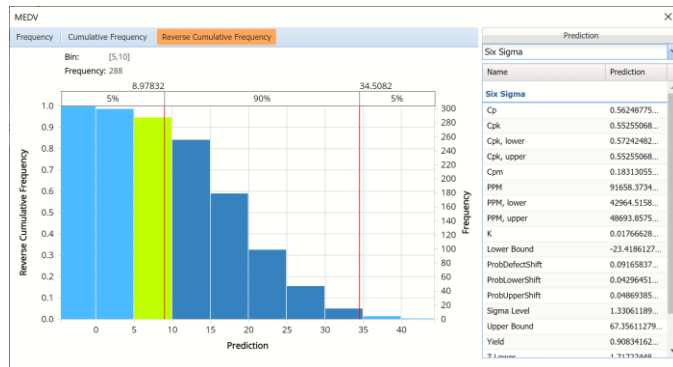 MEDV
Frequency Cumulative Frequency Reverse Cumulative Frequency
Bin: [5,10]
Frequency: 288
8.97832 34.5082
5% 90% 5%
1.0
0.9
0.8
0.7
0.6
0.5
0.4
0.3
0.2
0.1
0.0
Reverse Cumulative Frequency
300
280
260
240
220
200
180
160
140
120
100
80
60
40
20
0
Frequency
0 5 10 15 20 25 30 35 40
Prediction
Prediction
Six Sigma
Name Prediction
Six Sigma
Cp 0.56248775...
Cpk 0.55255068...
Cpk, lower 0.57242482...
Cpk, upper 0.55255068...
Cpm 0.18313055...
PPM 91658.3734...
PPM, lower 42964.5158...
PPM, upper 48693.8575...
K 0.01766628...
Lower Bound -23.4186127...
ProbDefectShift 0.09165837...
ProbLowerShift 0.04296451...
ProbUpperShift 0.04869385...
Sigma Level 1.33061189...
Upper Bound 67.35611279...
Yield 0.90834162...
Z Lower 1.71727448...